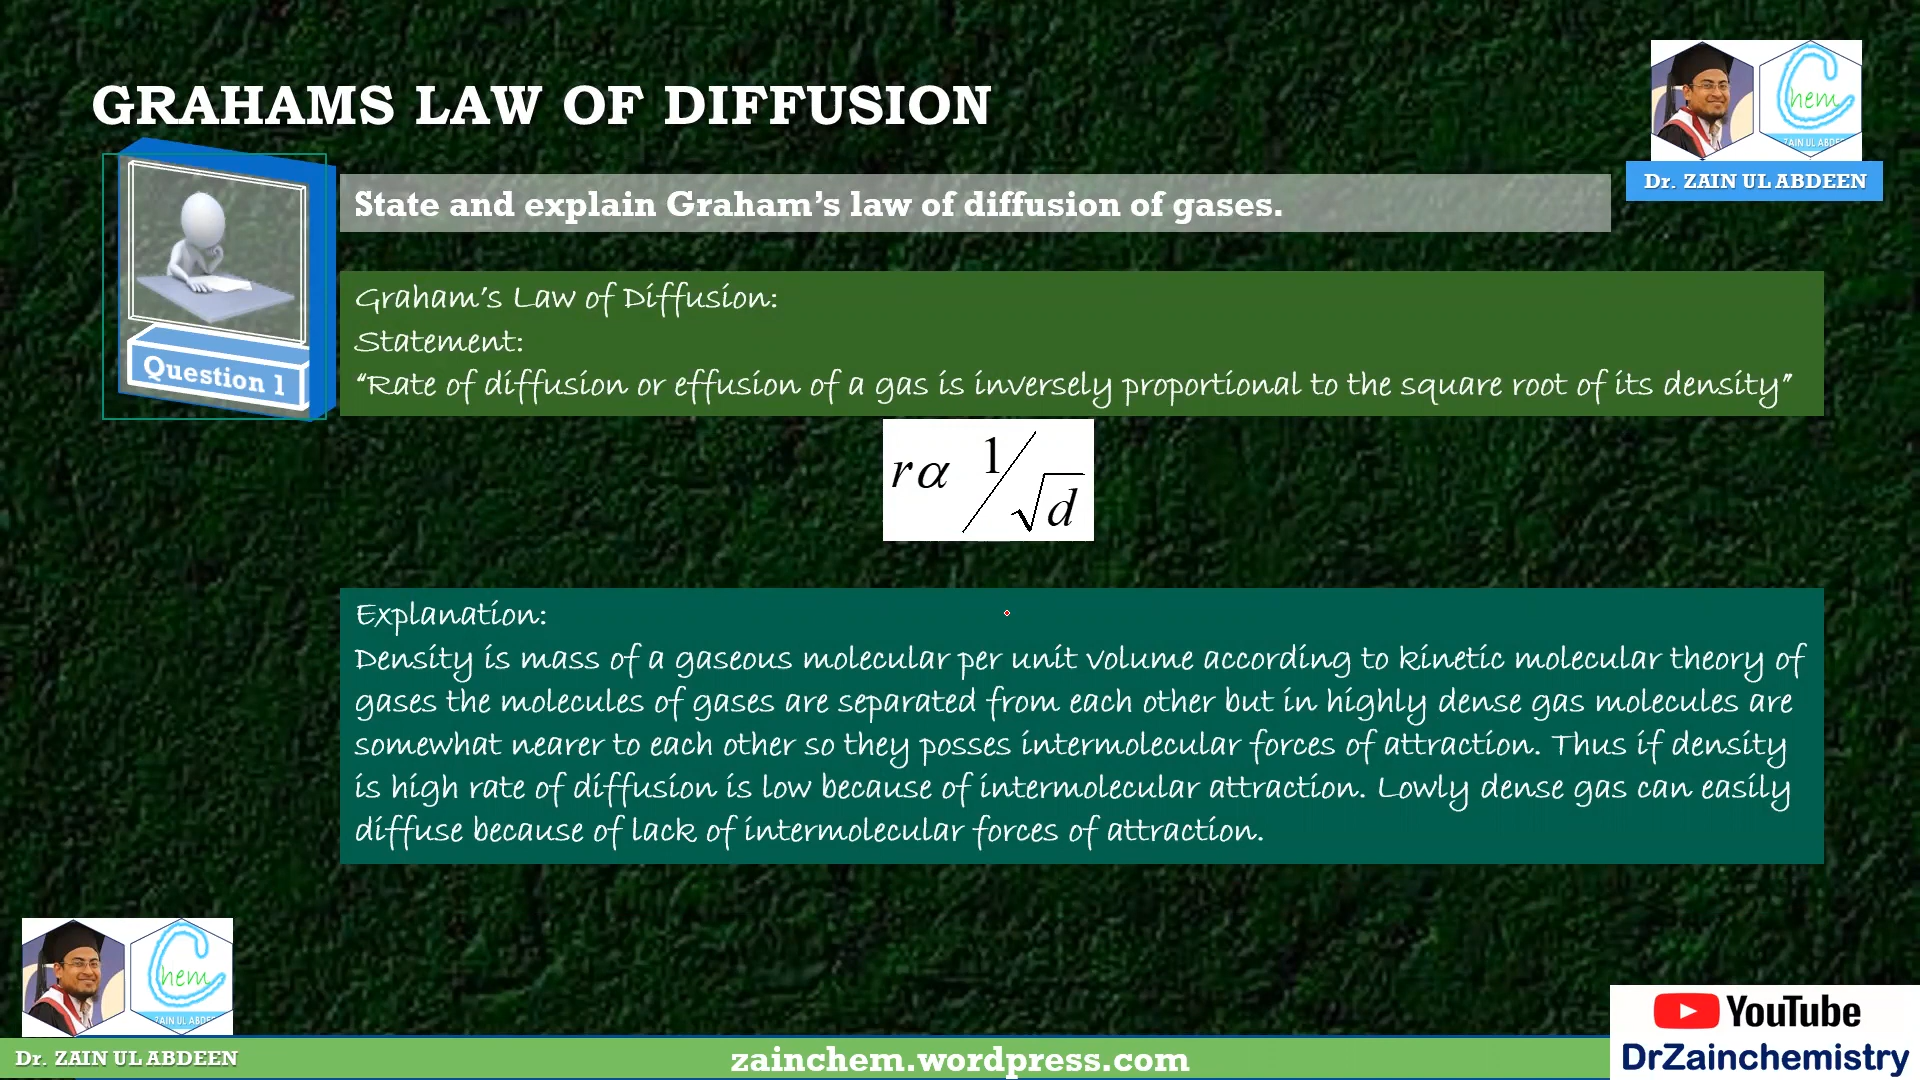 GRAHAMS LAW OF DIFFUSION
hem
ZAIN UL ABDE
Dr. ZAIN UL ABDEEN
State and explain Graham's law of diffusion of gases.
Question 1
Graham's Law of Diffusion:
Statement:
“Rate of diffusion or effusion of a gas is inversely proportional to the square root of its density”
rα 1/√d
Explanation:
Density is mass of a gaseous molecular per unit volume according to kinetic molecular theory of
gases the molecules of gases are separated from each other but in highly dense gas molecules are
somewhat nearer to each other so they posses intermolecular forces of attraction. Thus if density
is high rate of diffusion is low because of intermolecular attraction. Lowly dense gas can easily
diffuse because of lack of intermolecular forces of attraction.
hem
ZAIN UL ABDE
Dr. ZAIN UL ABDEEN
zainchem.wordpress.com
YouTube
DrZainchemistry